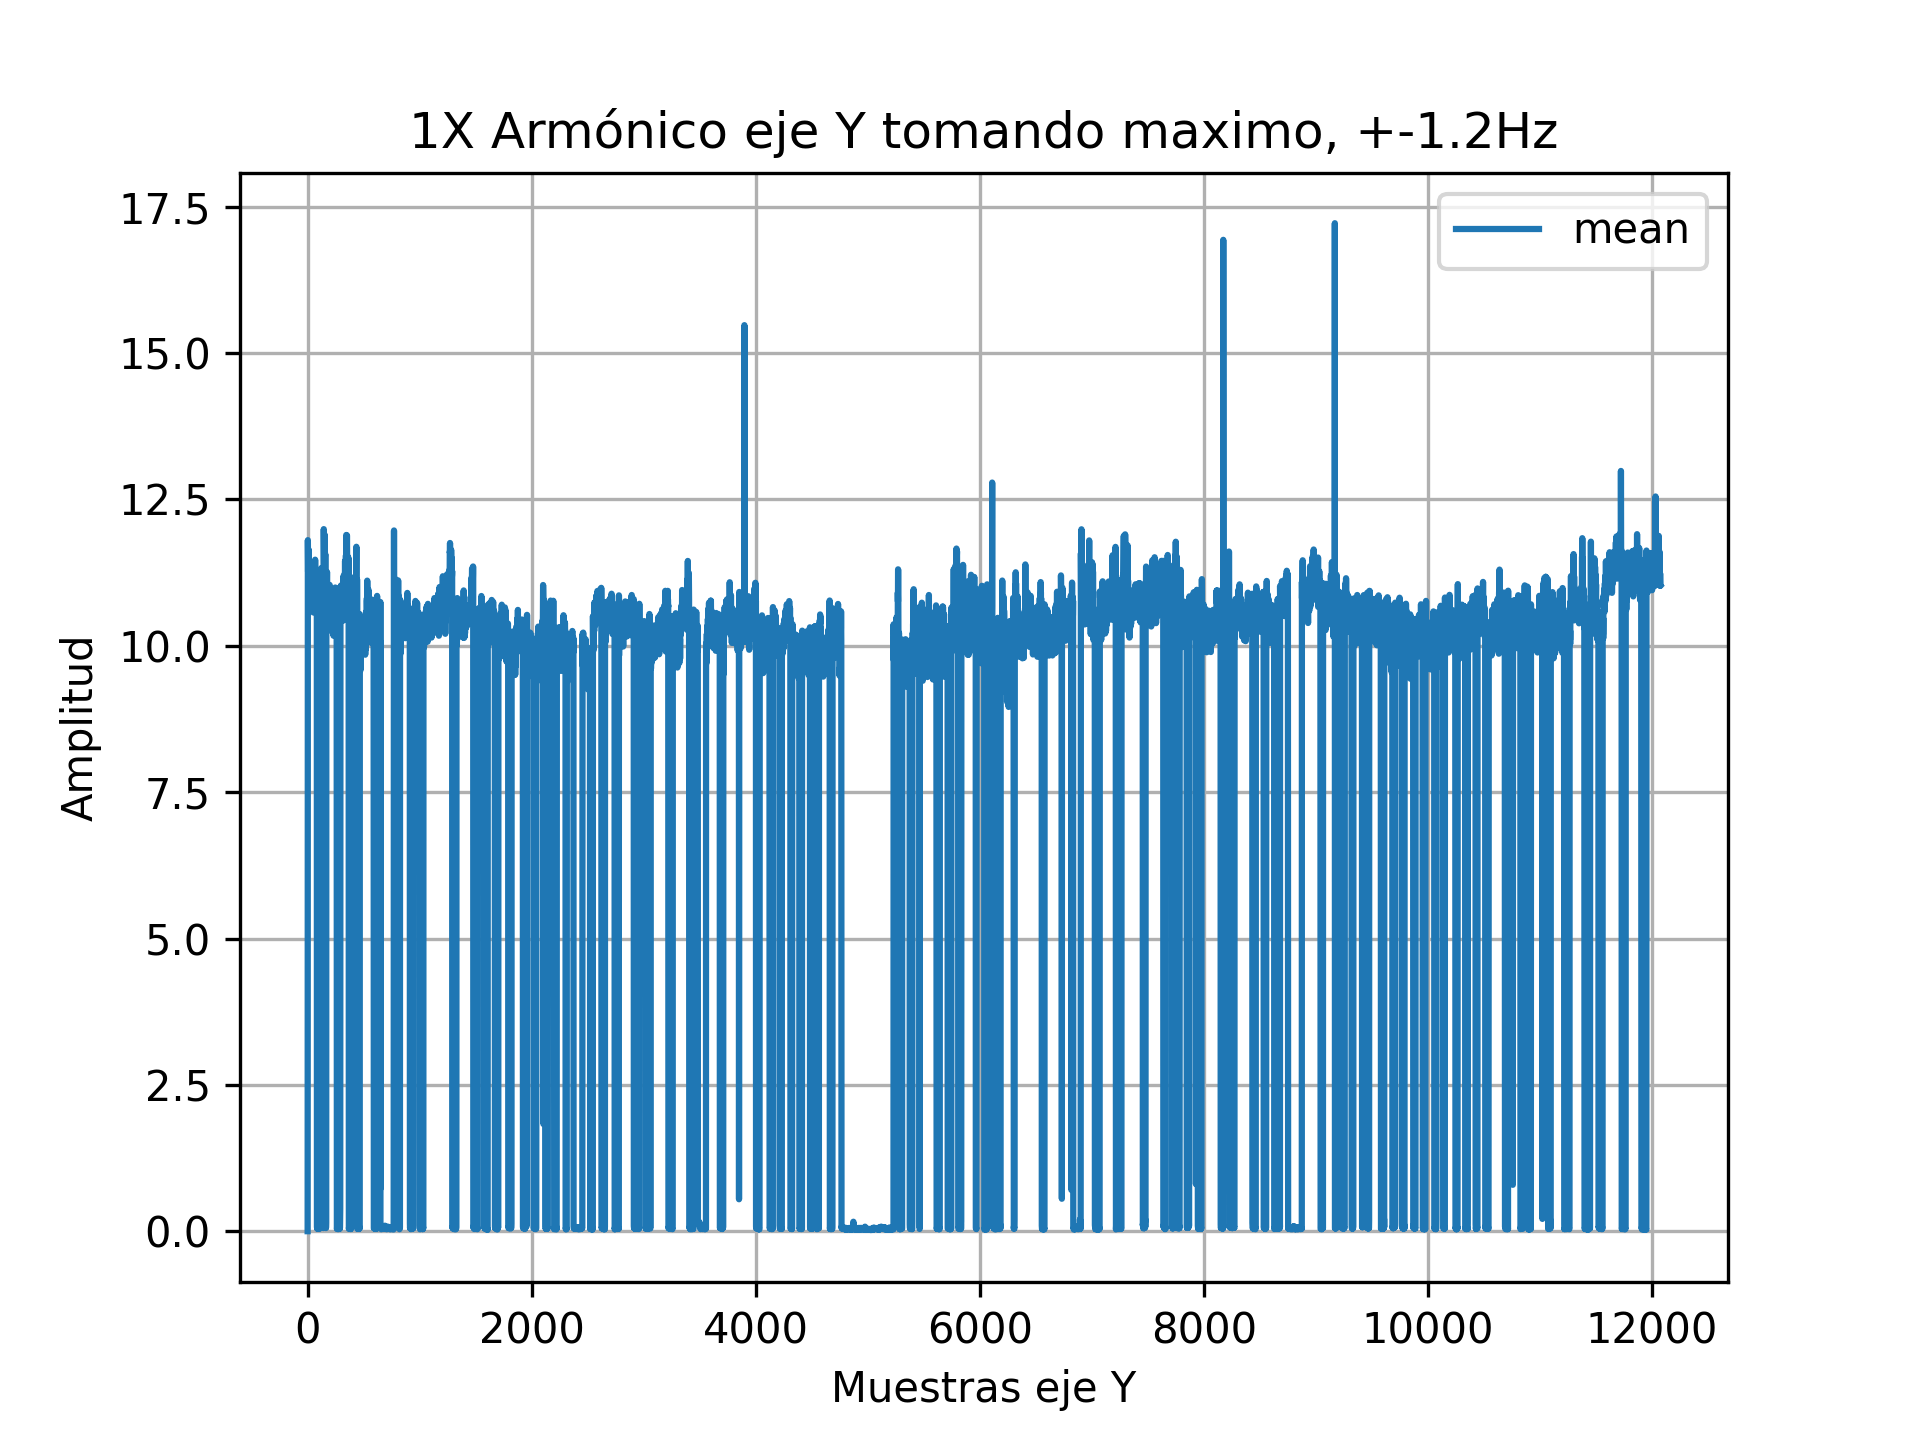 1X Armónico eje Y tomando maximo, +-1.2Hz
mean
17.5
15.0
12.5
10.0
7.5
5.0
2.5
0.0
Amplitud
0 2000 4000 6000 8000 10000 12000
Muestras eje Y